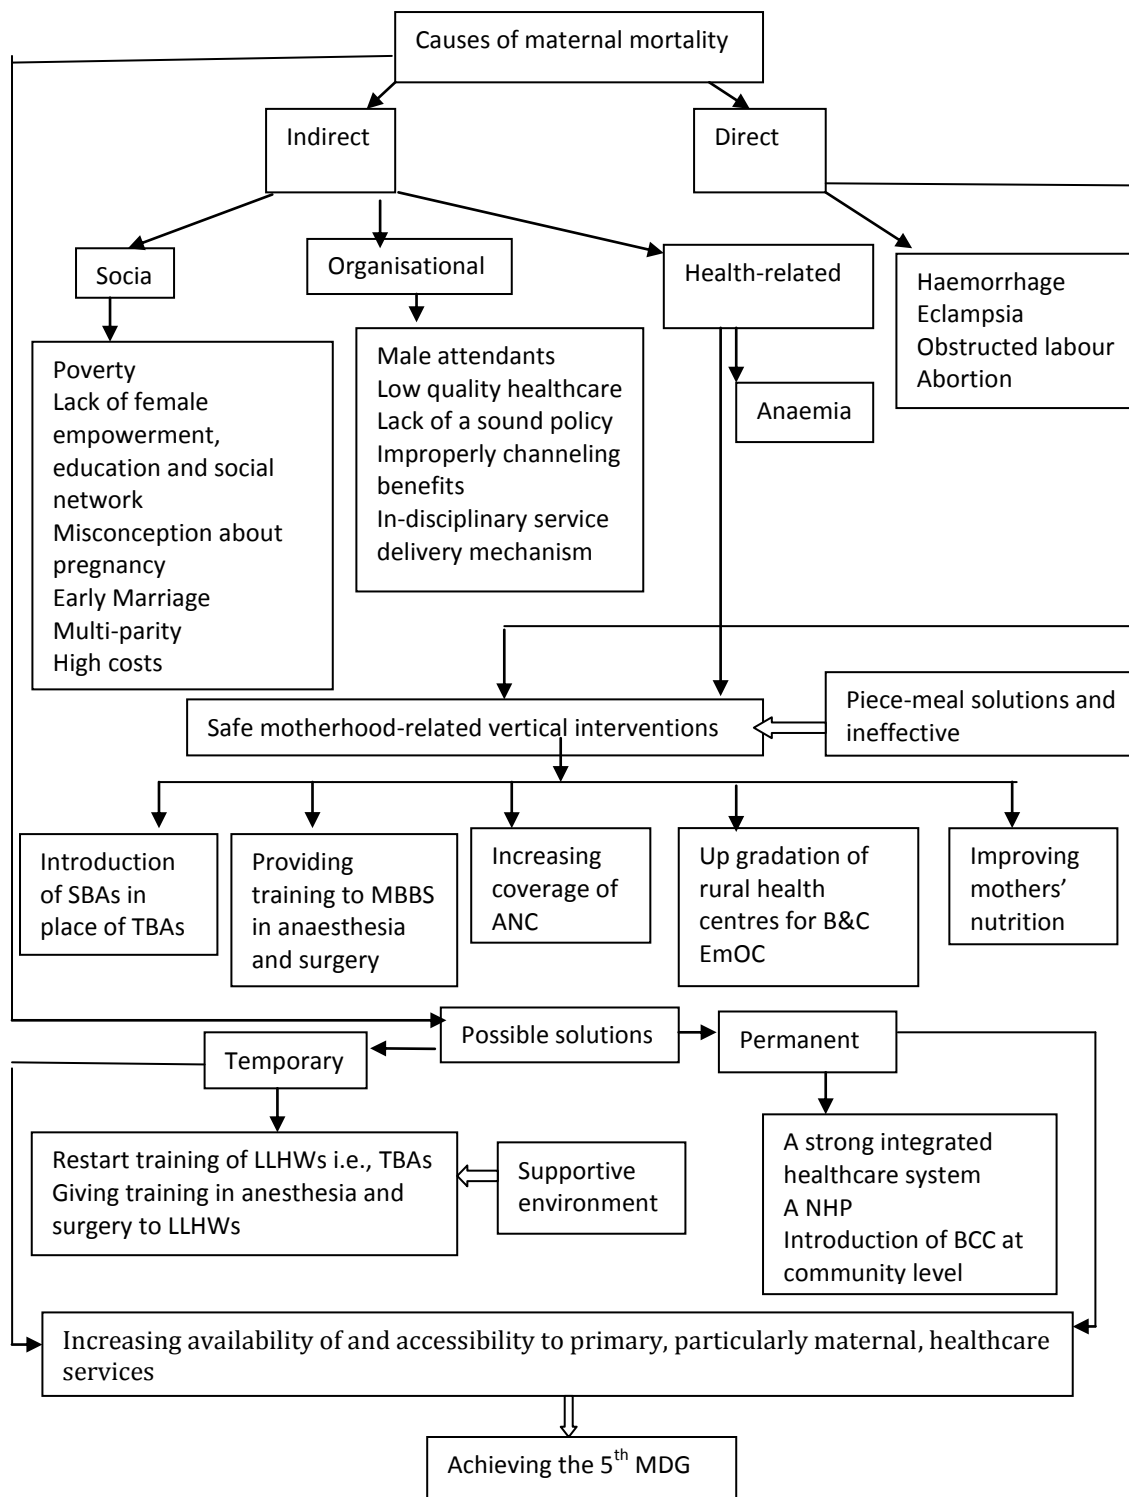 Causes of maternal mortality
Indirect
Direct
Socia
Organisational
Health-related
Haemorrhage
Eclampsia
Obstructed labour
Abortion
Poverty
Lack of female
empowerment,
education and social
network
Misconception about
pregnancy
Early Marriage
Multi-parity
High costs
Male attendants
Low quality healthcare
Lack of a sound policy
Improperly channeling
benefits
In-disciplinary service
delivery mechanism
Anaemia
Safe motherhood-related vertical interventions
Piece-meal solutions and
ineffective
Introduction
of SBAs in
place of TBAs
Providing
training to MBBS
in anaesthesia
and surgery
Increasing
coverage of
ANC
Up gradation of
rural health
centres for B&C
EmOC
Improving
mothers’
nutrition
Possible solutions
Temporary
Permanent
Restart training of LLHWs i.e., TBAs
Giving training in anesthesia and
surgery to LLHWs
Supportive
environment
A strong integrated
healthcare system
A NHP
Introduction of BCC at
community level
Increasing availability of and accessibility to primary, particularly maternal, healthcare
services
Achieving the 5th MDG